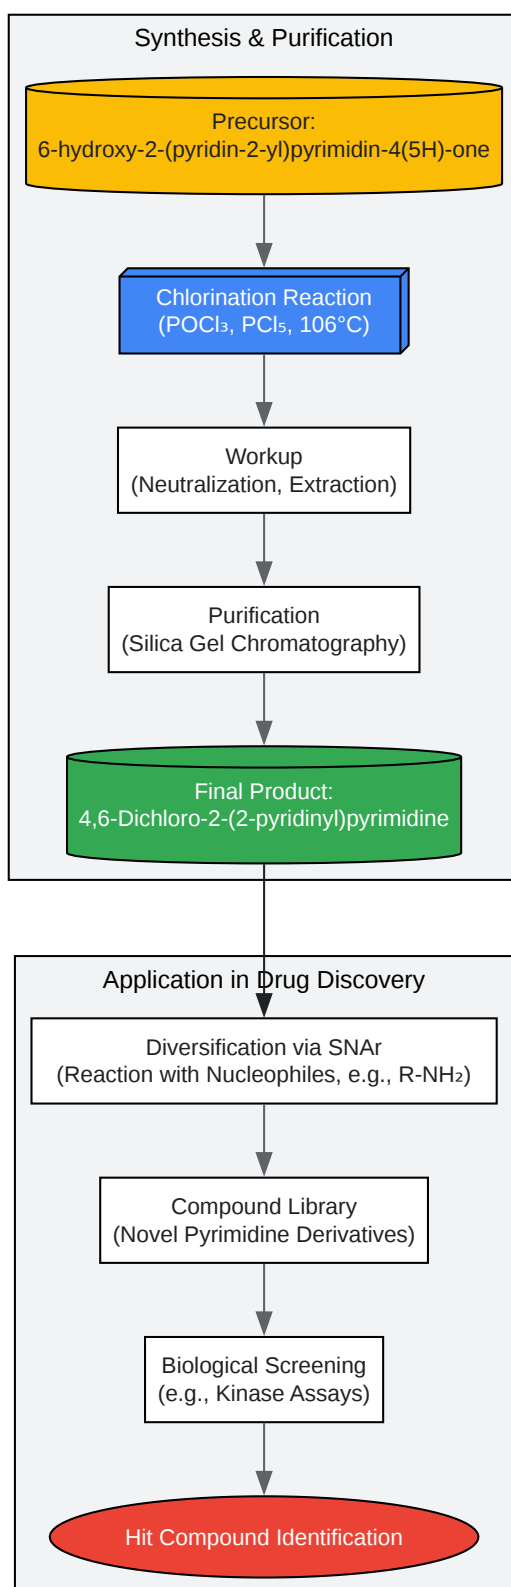 Synthesis & Purification
Precursor:
6-hydroxy-2-(pyridin-2-yl)pyrimidin-4(5H)-one
Chlorination Reaction
(POCl₃, PCl₅, 106°C)
Workup
(Neutralization, Extraction)
Purification
(Silica Gel Chromatography)
Final Product:
4,6-Dichloro-2-(2-pyridinyl)pyrimidine
Application in Drug Discovery
Diversification via SNAr
(Reaction with Nucleophiles, e.g., R-NH₂)
Compound Library
(Novel Pyrimidine Derivatives)
Biological Screening
(e.g., Kinase Assays)
Hit Compound Identification